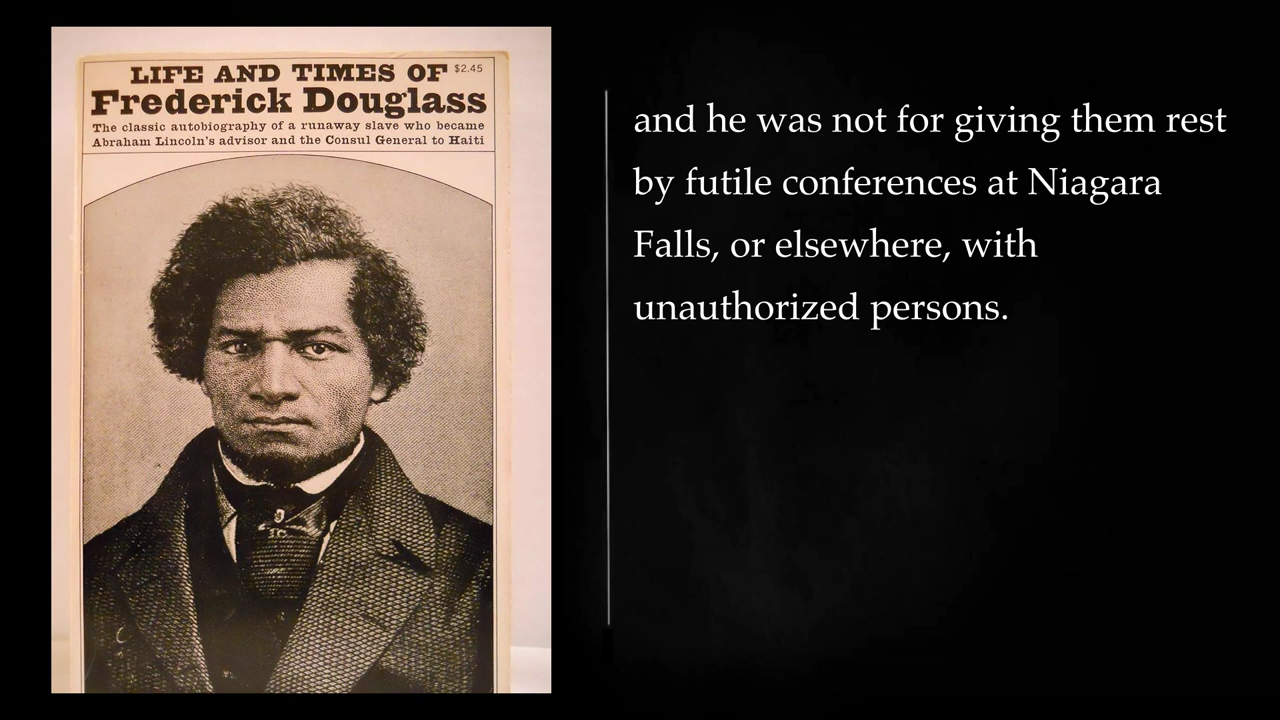 LIFE AND TIMES OF $2.45
Frederick Douglass
The classic autobiography of a runaway slave who became
Abraham Lincoln's advisor and the Consul General to Haiti
and he was not for giving them rest
by futile conferences at Niagara
Falls, or elsewhere, with
unauthorized persons.